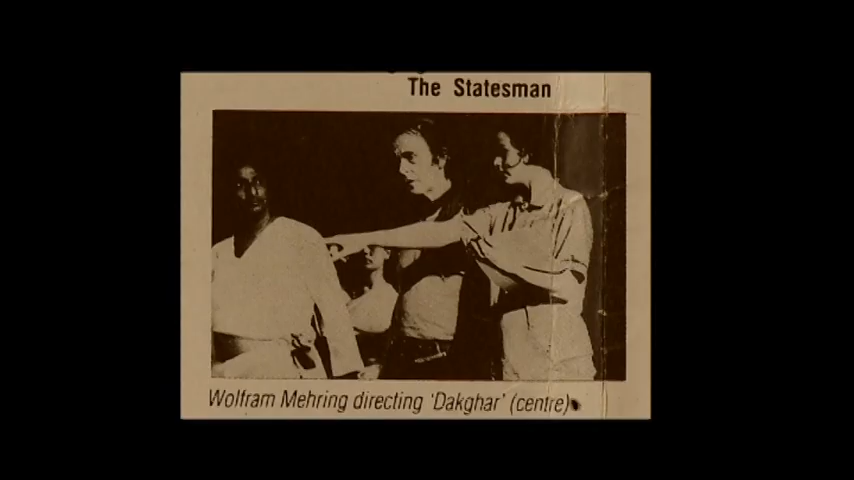 The Statesman
Wolfram Mehring directing 'Dakghar' (centre)